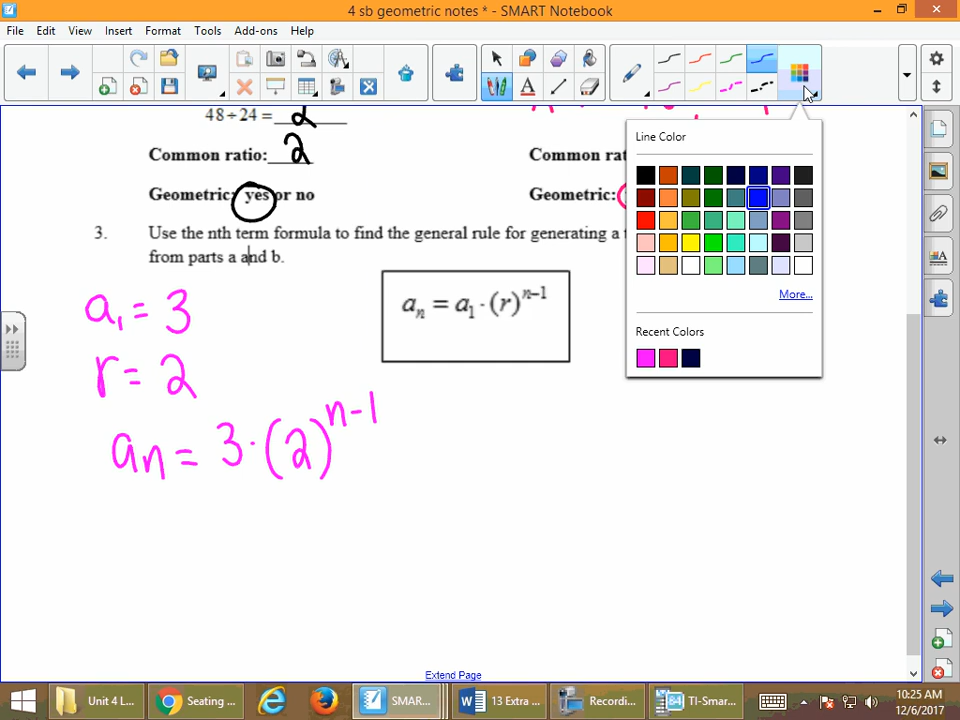 4 sb geometric notes * - SMART Notebook
File Edit View Insert Format Tools Add-ons Help
48÷24 = 2
Common ratio: 2
Common rati
Geometric: yes or no
Geometric:
3. Use the nth term formula to find the general rule for generating a t
from parts a and b.
aₙ = a₁ · (r)ⁿ⁻¹
a₁ = 3
r = 2
aₙ = 3 · (2)ⁿ⁻¹
Line Color
More...
Recent Colors
Extend Page
Unit 4 L...
Seating ...
SMAR...
13 Extra ...
Recordi...
TI-Smar...
10:25 AM
12/6/2017